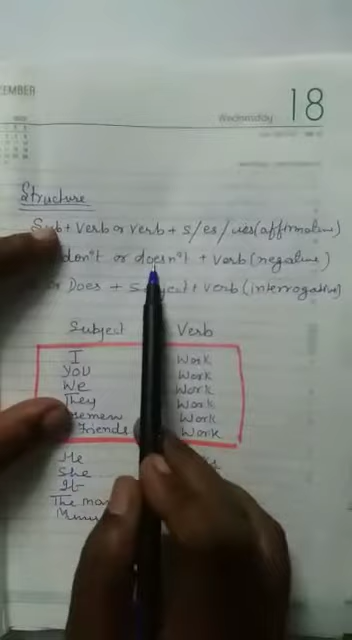 Wednesday 18
Structure
Sub + verb or verb + s/es/ies (affirmative)
don't or doesn't + verb (negative)
or Does + Subject + verb (interrogative)
Subject Verb
I Work
You Work
We Work
They Work
Work
Friends Work
He
She
It
The man